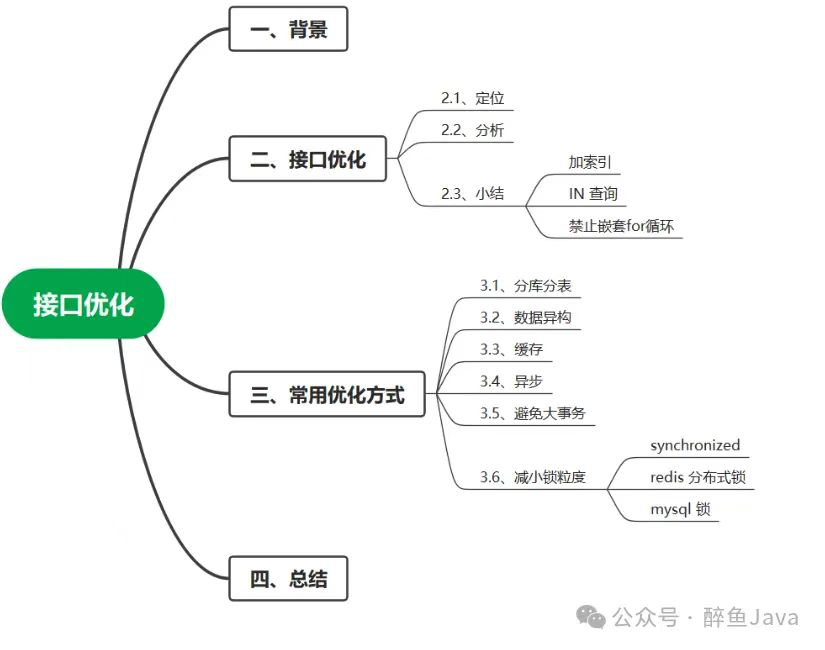 一、背景
2.1、定位
2.2、分析
二、接口优化
加索引
2.3、小结
IN 查询
禁止嵌套for循环
3.1、分库分表
接口优化
3.2、数据异构
3.3、缓存
3.4、异步
三、常用优化方式
3.5、避免大事务
synchronized
3.6、减小锁粒度
redis 分布式锁
mysql 锁
四、总结
公众号 · 醉鱼Java